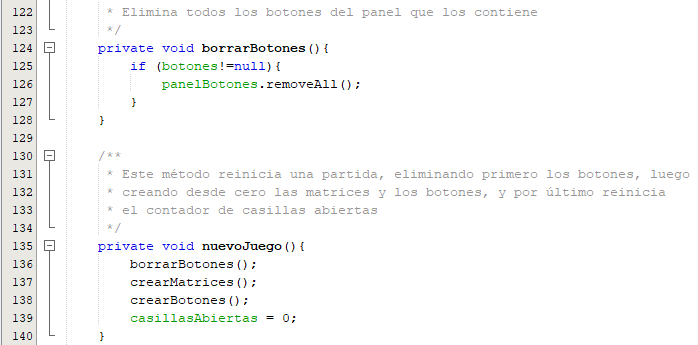 122 * Elimina todos los botones del panel que los contiene
123 */
124 private void borrarBotones(){
125 if (botones!=null){
126 panelBotones.removeAll();
127 }
128 }
129
130 /**
131 * Este método reinicia una partida, eliminando primero los botones, luego
132 * creando desde cero las matrices y los botones, y por último reinicia
133 * el contador de casillas abiertas
134 */
135 private void nuevoJuego(){
136 borrarBotones();
137 crearMatrices();
138 crearBotones();
139 casillasAbiertas = 0;
140 }